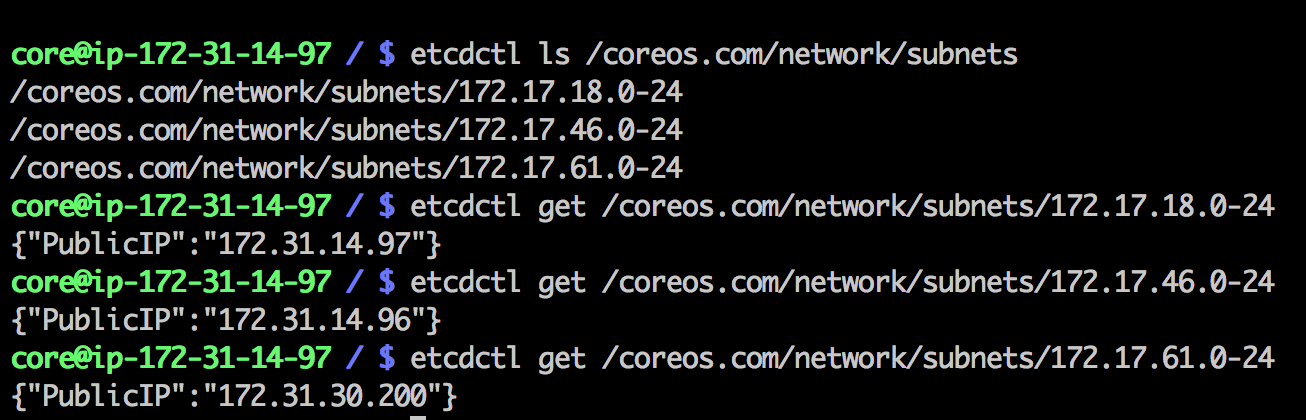 core@ip-172-31-14-97 / $ etcdctl ls /coreos.com/network/subnets
/coreos.com/network/subnets/172.17.18.0-24
/coreos.com/network/subnets/172.17.46.0-24
/coreos.com/network/subnets/172.17.61.0-24
core@ip-172-31-14-97 / $ etcdctl get /coreos.com/network/subnets/172.17.18.0-24
{"PublicIP":"172.31.14.97"}
core@ip-172-31-14-97 / $ etcdctl get /coreos.com/network/subnets/172.17.46.0-24
{"PublicIP":"172.31.14.96"}
core@ip-172-31-14-97 / $ etcdctl get /coreos.com/network/subnets/172.17.61.0-24
{"PublicIP":"172.31.30.200"}